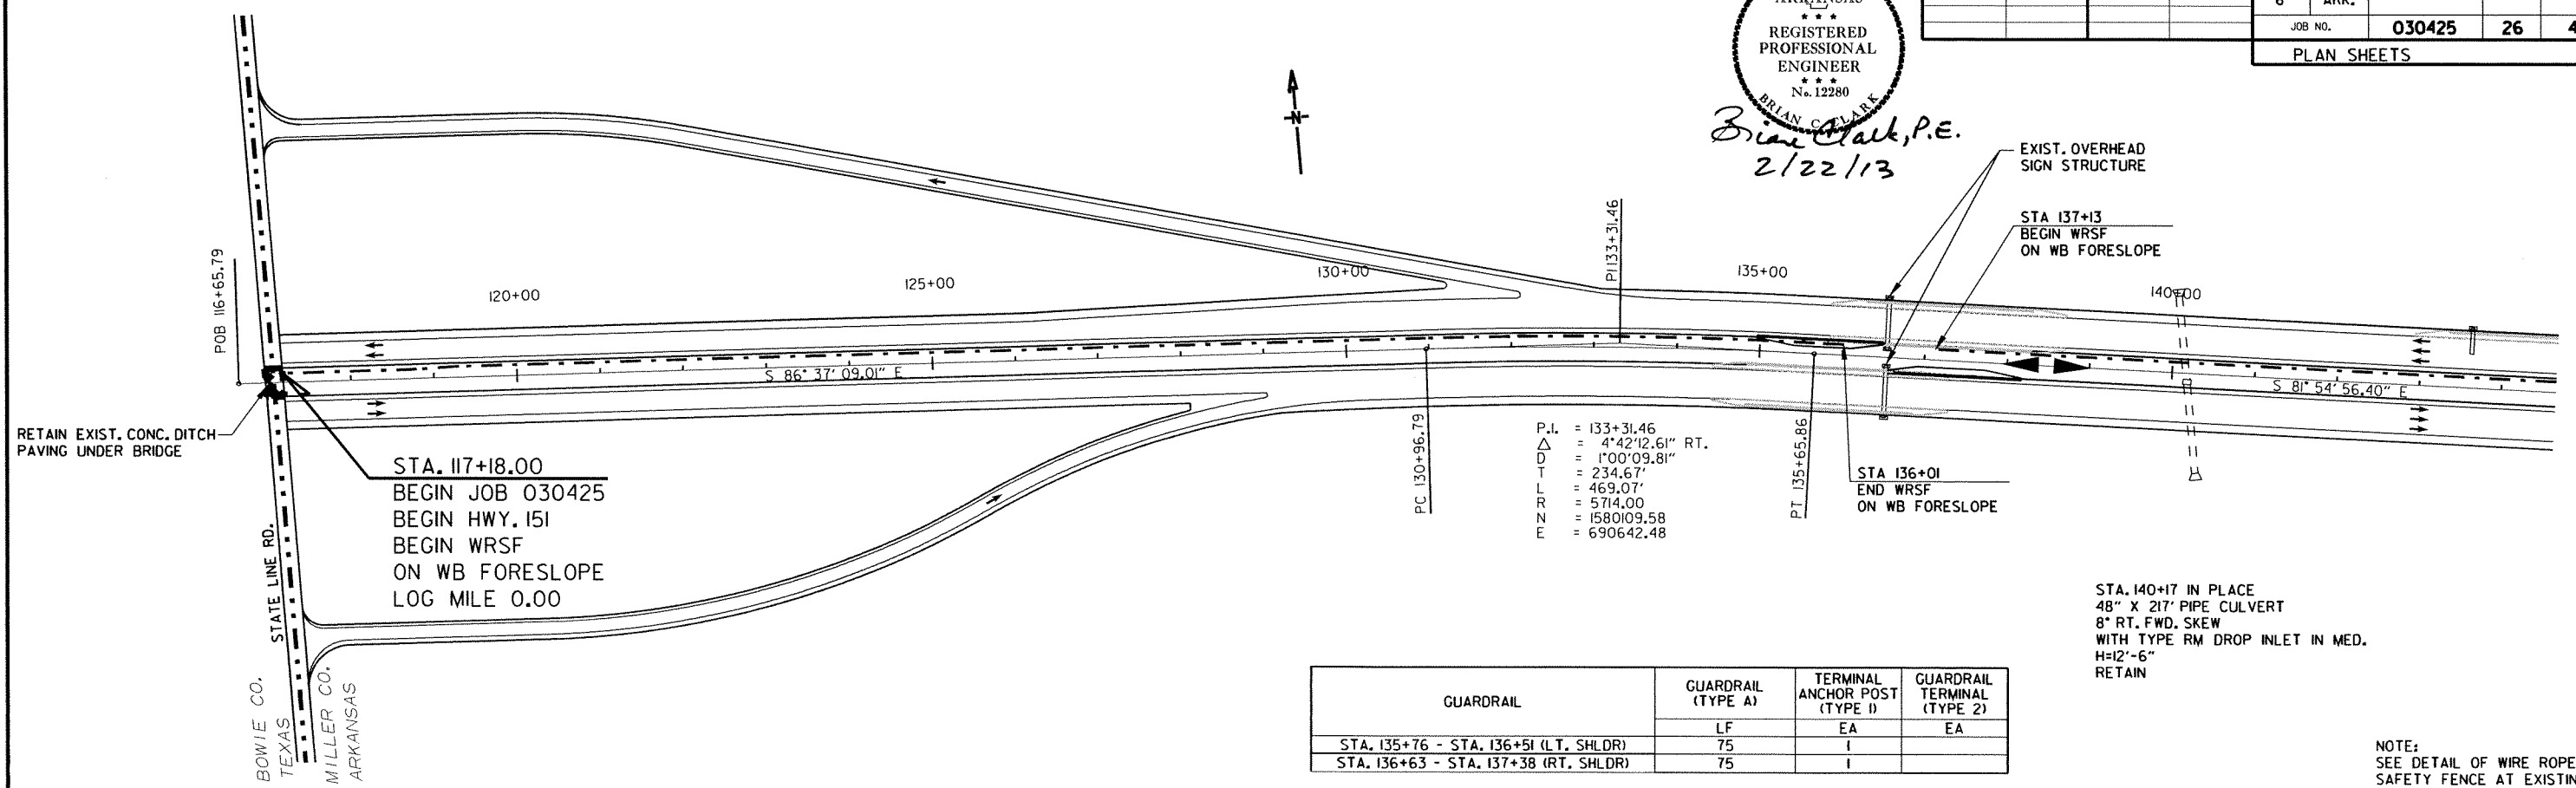 ARKANSAS
* * *
REGISTERED
PROFESSIONAL
ENGINEER
* * *
No. 12280
BRIAN C. CLARK
Brian Clark, P.E.
2/22/13
6 ARK.
JOB NO. 030425 26
PLAN SHEETS
N
EXIST. OVERHEAD
SIGN STRUCTURE
STA 137+13
BEGIN WRSF
ON WB FORESLOPE
POB 116+65.79
120+00
125+00
130+00
PI 133+31.46
135+00
140+00
S 86° 37' 09.01" E
S 81° 54' 56.40" E
RETAIN EXIST. CONC. DITCH
PAVING UNDER BRIDGE
STA. 117+18.00
BEGIN JOB 030425
BEGIN HWY. 151
BEGIN WRSF
ON WB FORESLOPE
LOG MILE 0.00
STATE LINE RD.
BOWIE CO.
TEXAS
MILLER CO.
ARKANSAS
PC 130+96.79
P.I. = 133+31.46
Δ = 4°42'12.61" RT.
D = 1°00'09.81"
T = 234.67'
L = 469.07'
R = 5714.00
N = 1580109.58
E = 690642.48
PT 135+65.86
STA 136+01
END WRSF
ON WB FORESLOPE
STA. 140+17 IN PLACE
48" X 217' PIPE CULVERT
8° RT. FWD. SKEW
WITH TYPE RM DROP INLET IN MED.
H=12'-6"
RETAIN
GUARDRAIL
GUARDRAIL
(TYPE A)
TERMINAL
ANCHOR POST
(TYPE 1)
GUARDRAIL
TERMINAL
(TYPE 2)
LF EA EA
STA. 135+76 - STA. 136+51 (LT. SHLDR) 75 1
STA. 136+63 - STA. 137+38 (RT. SHLDR) 75 1
NOTE:
SEE DETAIL OF WIRE ROPE
SAFETY FENCE AT EXISTIN